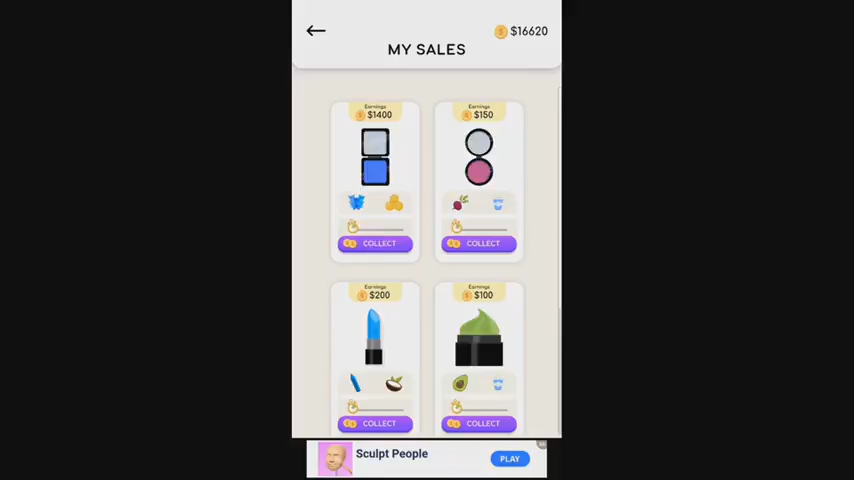 $16620
MY SALES
Earnings
$1400
Earnings
$150
COLLECT
COLLECT
Earnings
$200
Earnings
$100
COLLECT
COLLECT
Sculpt People
PLAY